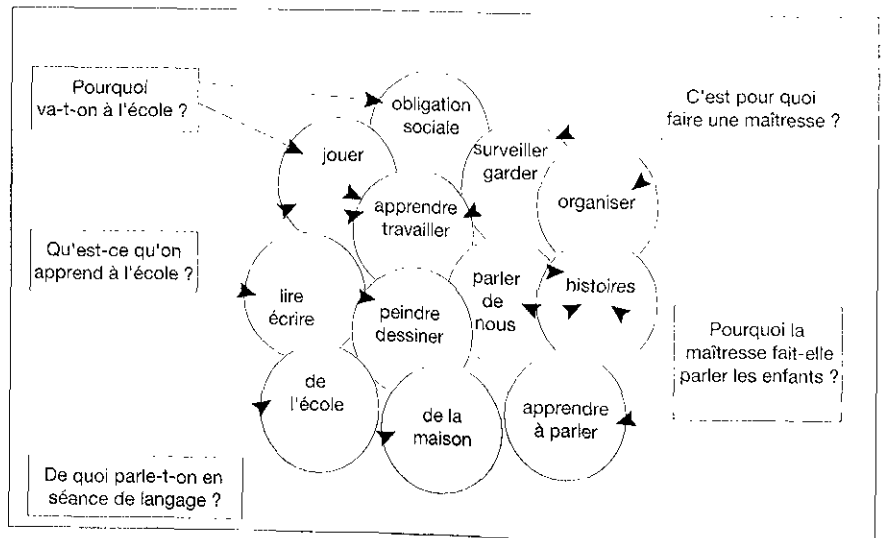 Pourquoi
va-t-on à l'école ?
obligation
sociale
C'est pour quoi
faire une maîtresse ?
jouer
surveiller
garder
apprendre
travailler
organiser
Qu'est-ce qu'on
apprend à l'école ?
lire
écrire
peindre
dessiner
parler
de
nous
histoires
Pourquoi la
maîtresse fait-elle
parler les enfants ?
de
l'école
de la
maison
apprendre
à parler
De quoi parle-t-on en
séance de langage ?